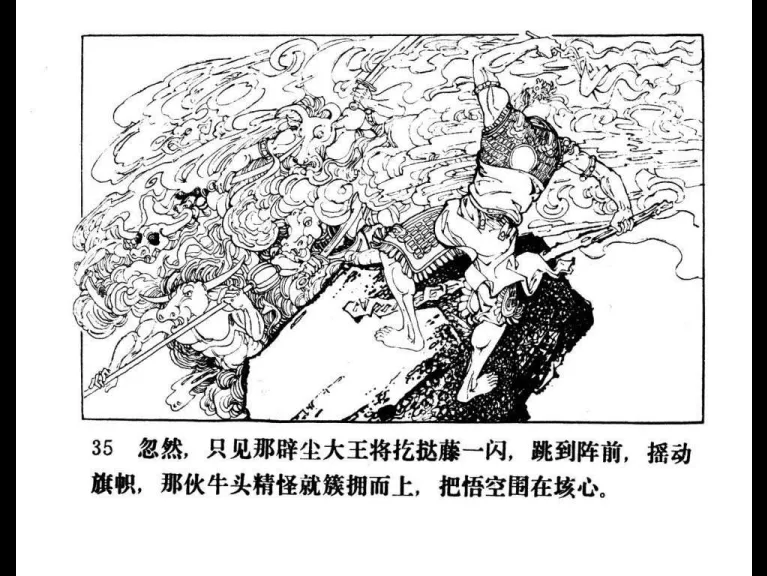 35 忽然，只见那辟尘大王将扢挞藤一闪，跳到阵前，摇动
旗帜，那伙牛头精怪就簇拥而上，把悟空围在垓心。